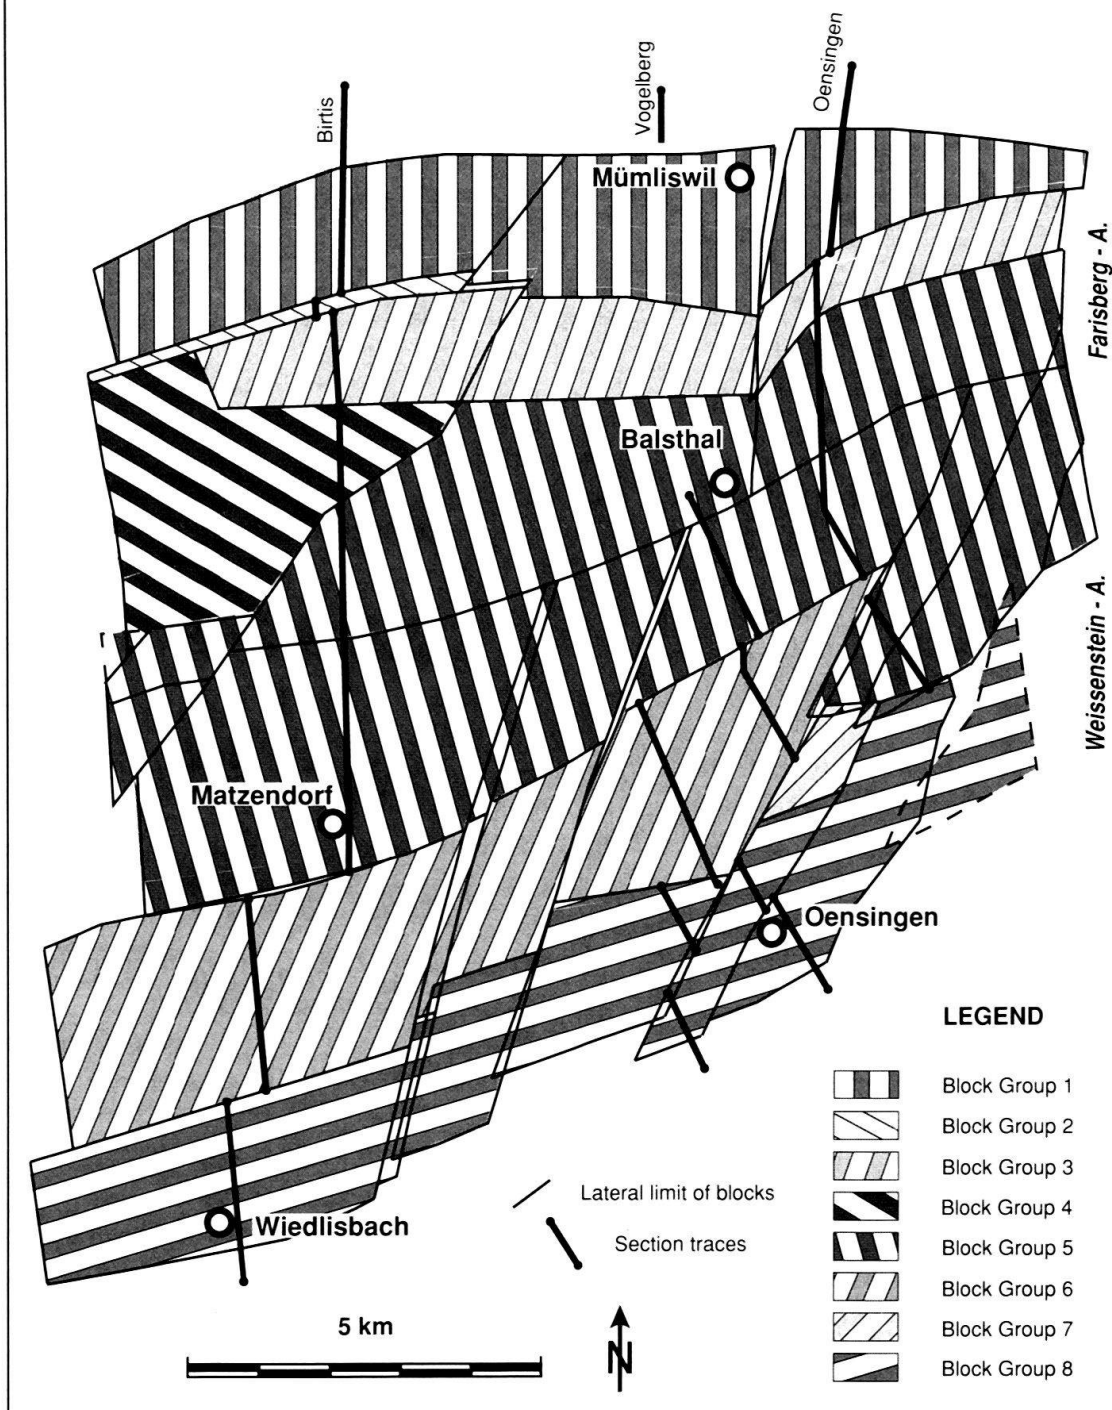 Birtis
Vogelberg
Oensingen
Mümliswil
Farisberg - A.
Balsthal
Weissenstein - A.
Matzendorf
Oensingen
LEGEND
Block Group 1
Block Group 2
Block Group 3
Block Group 4
Block Group 5
Block Group 6
Block Group 7
Block Group 8
Lateral limit of blocks
Section traces
Wiedlisbach
5 km
N